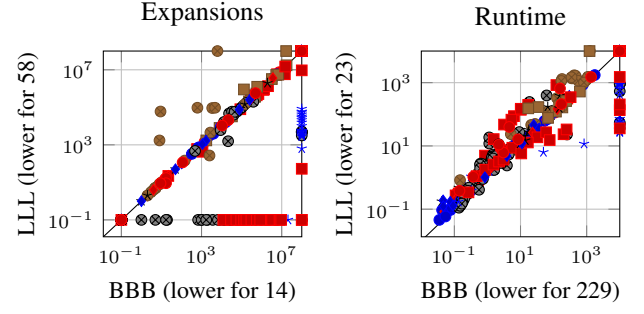 Expansions
LLL (lower for 58)
10^7
10^3
10^−1
10^−1 10^3 10^7
BBB (lower for 14)
Runtime
LLL (lower for 23)
10^3
10^1
10^−1
10^−1 10^1 10^3
BBB (lower for 229)